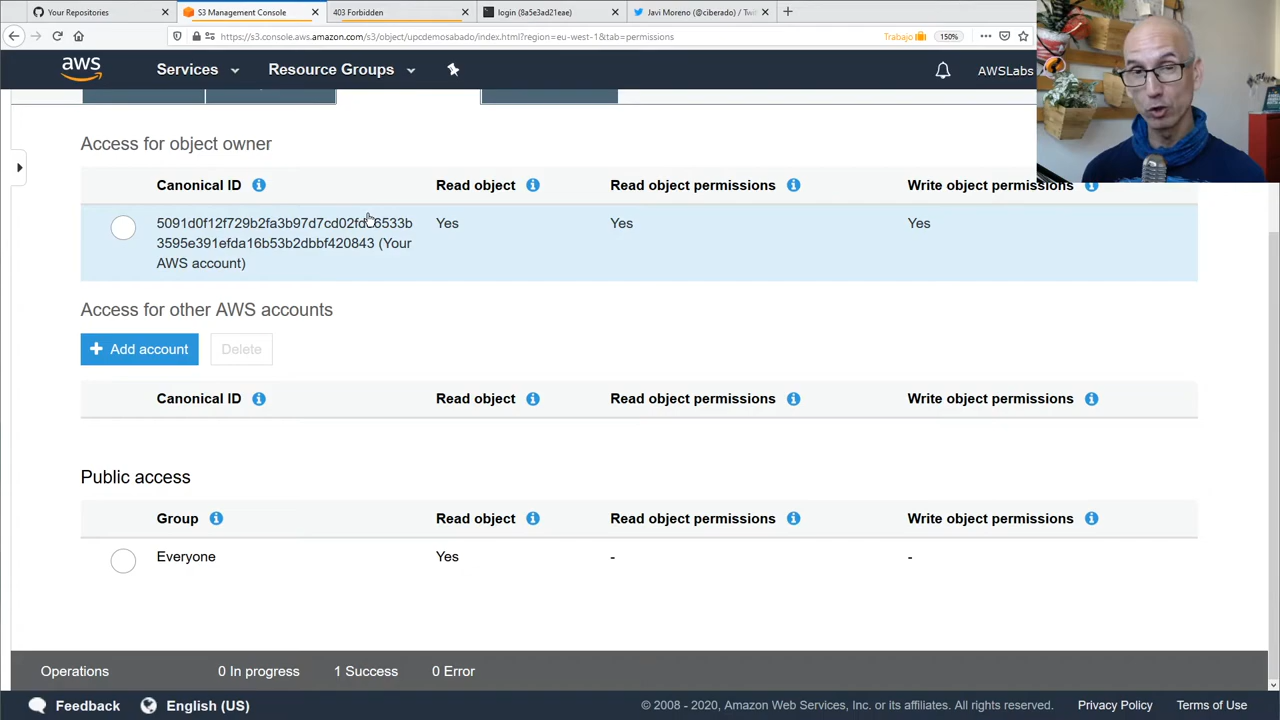 Your Repositories
S3 Management Console
403 Forbidden
login (8a5e3ad21eae)
Javi Moreno (@ciberado) / Twit
https://s3.console.aws.amazon.com/s3/object/upcdemosabado/index.html?region=eu-west-1&tab=permissions
Trabajo
150%
aws
Services
Resource Groups
AWSLabs
Access for object owner
Canonical ID
Read object
Read object permissions
Write object permissions
5091d0f12f729b2fa3b97d7cd02fd 6533b
Yes
Yes
Yes
3595e391efda16b53b2dbbf420843 (Your
AWS account)
Access for other AWS accounts
+ Add account
Delete
Canonical ID
Read object
Read object permissions
Write object permissions
Public access
Group
Read object
Read object permissions
Write object permissions
Everyone
Yes
-
-
Operations
0 In progress
1 Success
0 Error
Feedback
English (US)
© 2008 - 2020, Amazon Web Services, Inc. or its affiliates. All rights reserved.
Privacy Policy
Terms of Use